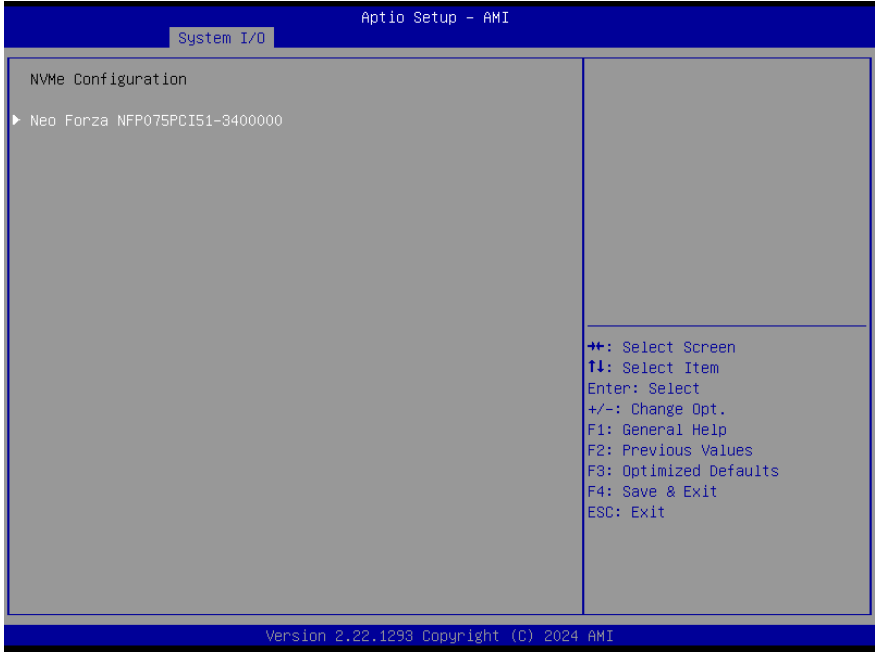 Aptio Setup – AMI
System I/O
NVMe Configuration
Neo Forza NFP075PCI51-3400000
→←: Select Screen
↑↓: Select Item
Enter: Select
+/-: Change Opt.
F1: General Help
F2: Previous Values
F3: Optimized Defaults
F4: Save & Exit
ESC: Exit
Version 2.22.1293 Copyright (C) 2024 AMI